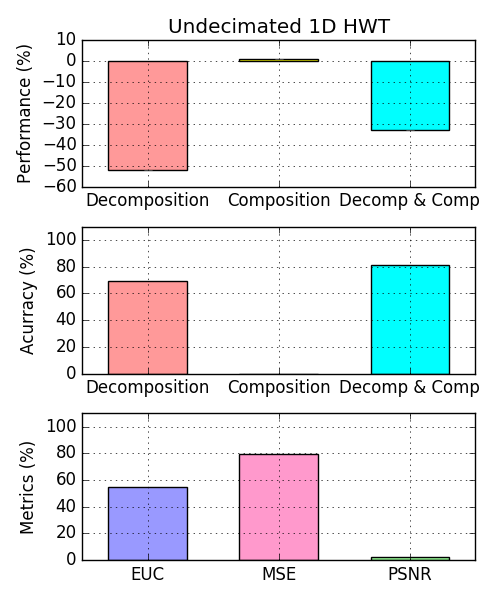 Undecimated 1D HWT
Performance (%)
10
0
−10
−20
−30
−40
−50
−60
Decomposition Composition Decomp & Comp
Acurracy (%)
100
80
60
40
20
0
Decomposition Composition Decomp & Comp
Metrics (%)
100
80
60
40
20
0
EUC MSE PSNR